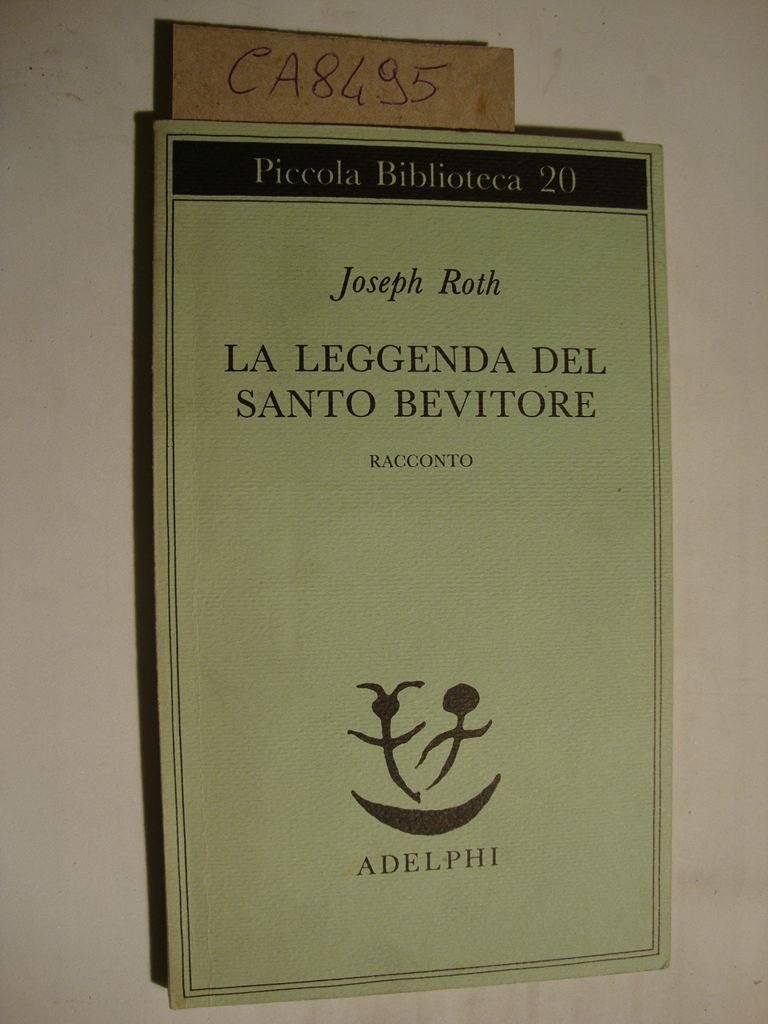 CA8495
Piccola Biblioteca 20
Joseph Roth
LA LEGGENDA DEL
SANTO BEVITORE
RACCONTO
ADELPHI